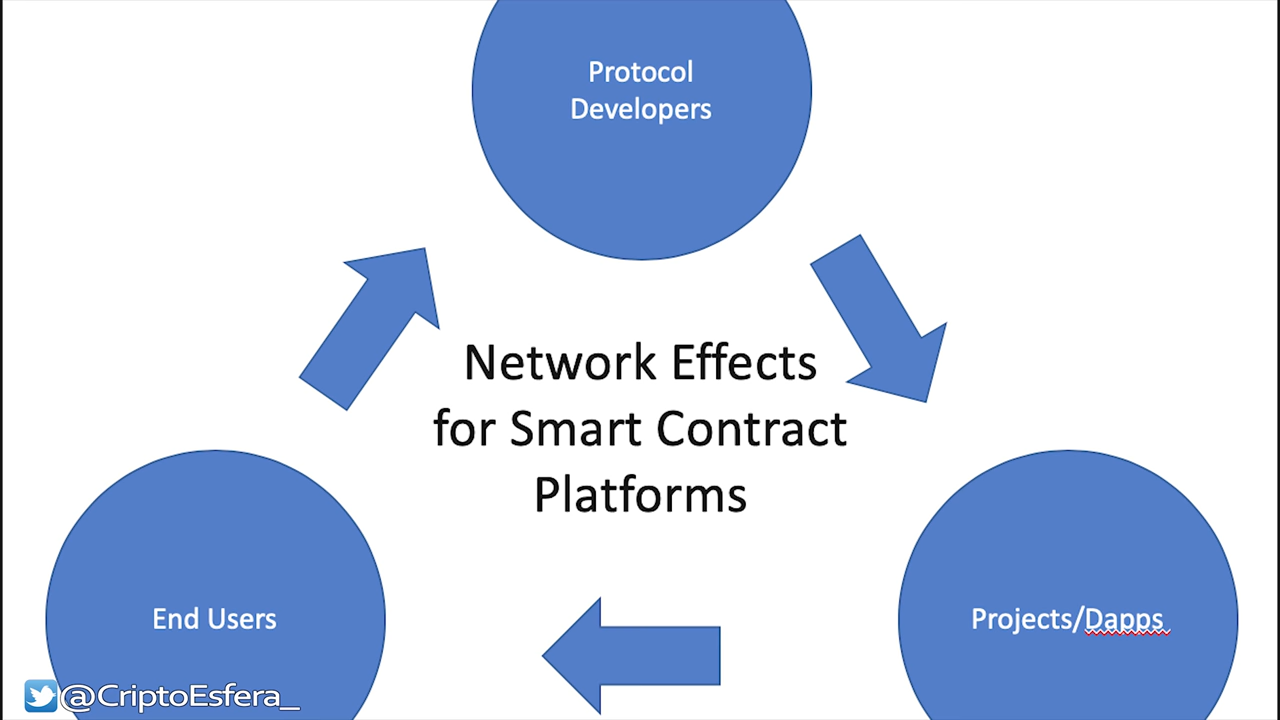 Protocol
Developers
Network Effects
for Smart Contract
Platforms
End Users
Projects/Dapps
@CriptoEsfera_